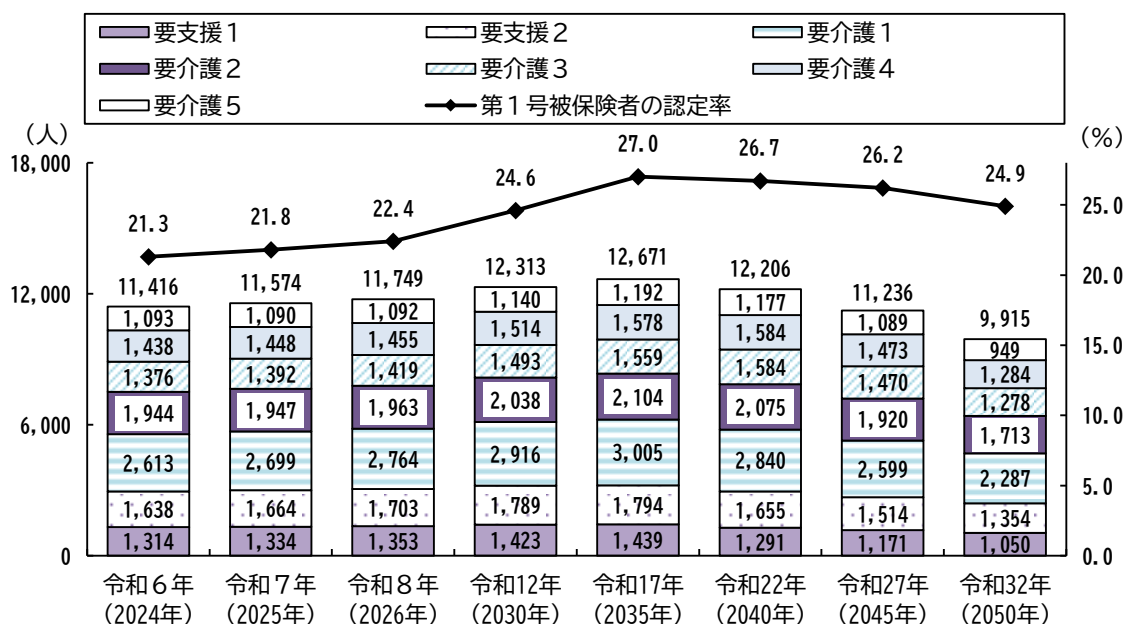 要支援1 要支援2 要介護1
要介護2 要介護3 要介護4
要介護5 第1号被保険者の認定率
(人) (%)
27.0 26.7 26.2 24.9
24.6
21.3 21.8 22.4
18,000
25.0
20.0
12,000
15.0
10.0
6,000
5.0
0 0.0
11,416 11,574 11,749 12,313 12,671 12,206 11,236 9,915
1,093 1,090 1,092 1,140 1,192 1,177 1,089 949
1,438 1,448 1,455 1,514 1,578 1,584 1,473 1,284
1,376 1,392 1,419 1,493 1,559 1,584 1,470 1,278
1,944 1,947 1,963 2,038 2,104 2,075 1,920 1,713
2,613 2,699 2,764 2,916 3,005 2,840 2,599 2,287
1,638 1,664 1,703 1,789 1,794 1,655 1,514 1,354
1,314 1,334 1,353 1,423 1,439 1,291 1,171 1,050
令和6年 令和7年 令和8年 令和12年 令和17年 令和22年 令和27年 令和32年
(2024年) (2025年) (2026年) (2030年) (2035年) (2040年) (2045年) (2050年)